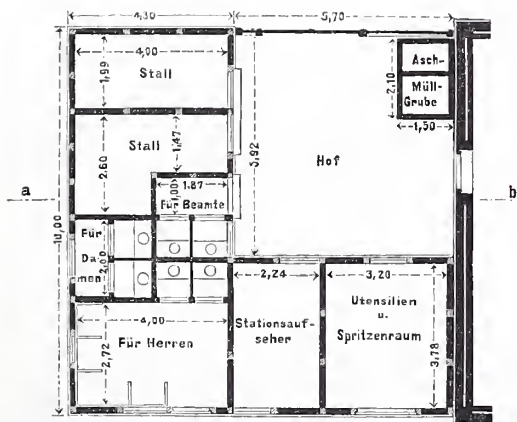 4,30
5,70
4,00
1,99
Stall
Asch-
Müll-
Grube
2,10
1,50
Stall
1,47
2,60
5,92
Hof
1,00
1,87
Für Beamte
a
b
10,00
Für
Da
men
2,00
2,24
3,20
4,00
2,72
Für Herren
Stationsauf-
seher
Utensilien
u.
Spritzenraum
3,78